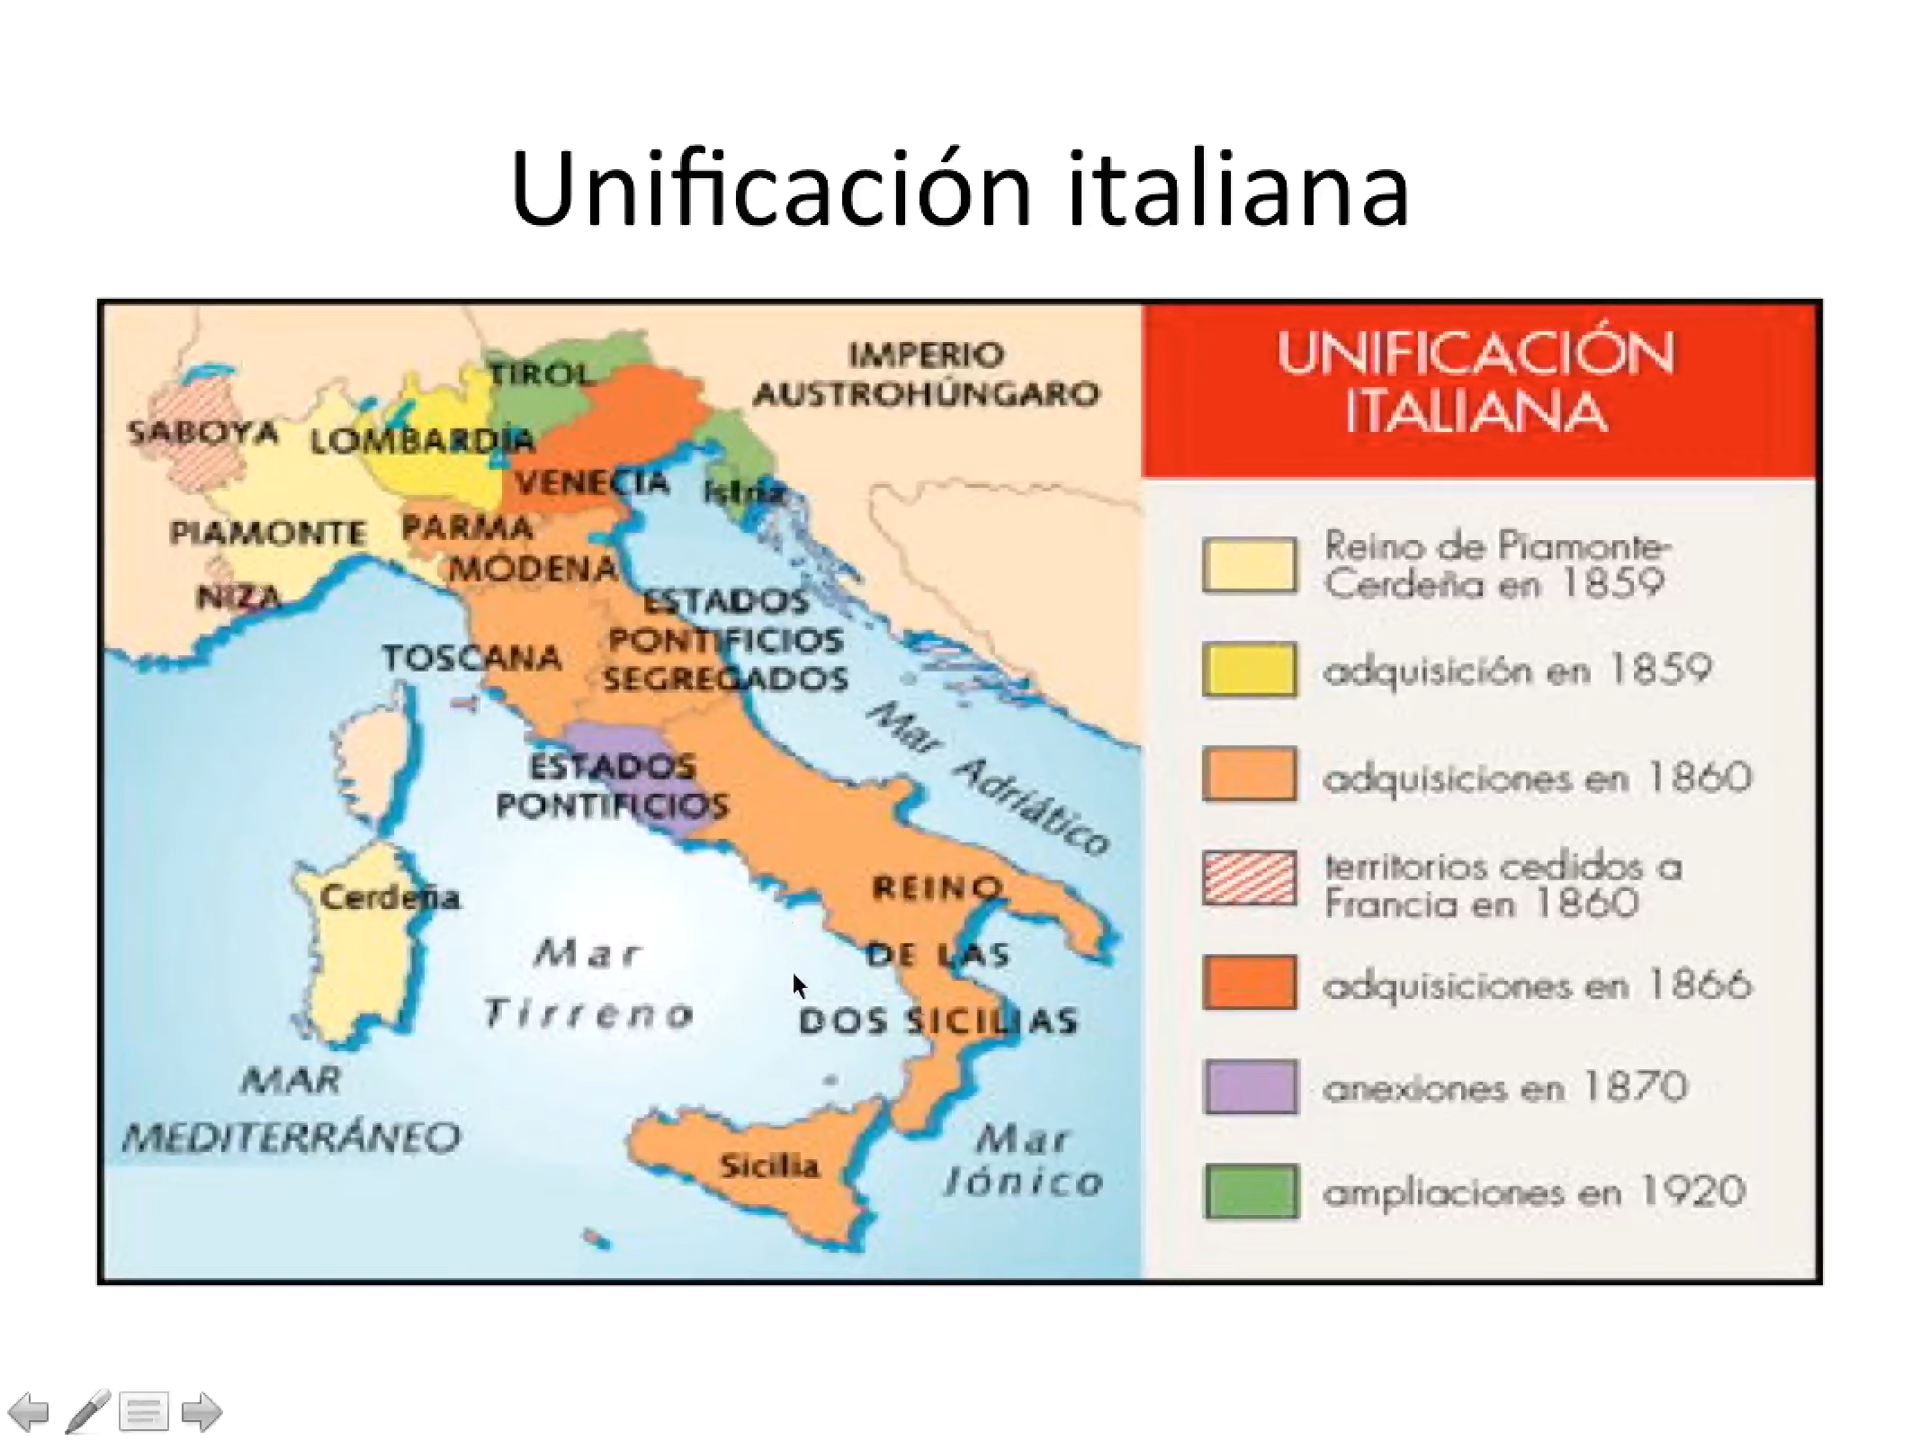 Unificación italiana
UNIFICACIÓN
ITALIANA
IMPERIO
AUSTROHÚNGARO
TIROL
SABOYA
LOMBARDÍA
VENECIA
Istria
PIAMONTE
PARMA
MÓDENA
NIZA
ESTADOS
PONTIFICIOS
SEGREGADOS
TOSCANA
Mar Adriático
ESTADOS
PONTIFICIOS
Cerdeña
REINO
DE LAS
DOS SICILIAS
Mar
Tirreno
MAR
MEDITERRÁNEO
Sicilia
Mar
Jónico
Reino de Piamonte-
Cerdeña en 1859
adquisición en 1859
adquisiciones en 1860
territorios cedidos a
Francia en 1860
adquisiciones en 1866
anexiones en 1870
ampliaciones en 1920